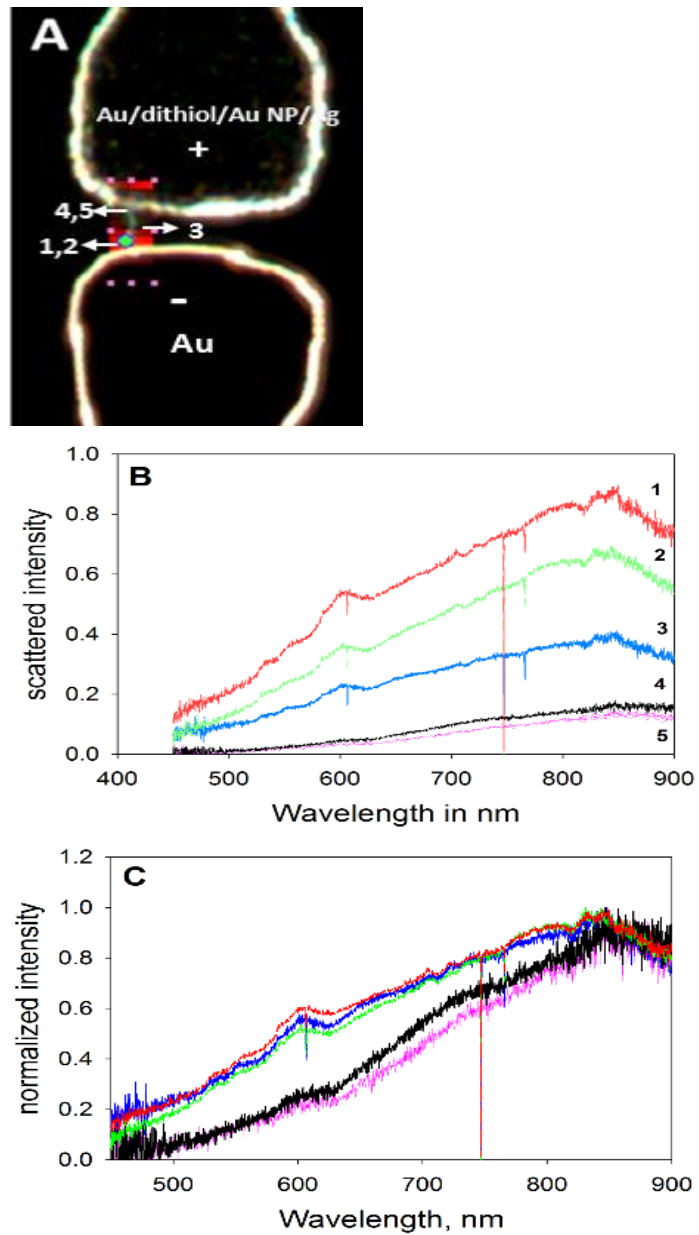 A
Au/dithiol/Au NP/Ag
+
4,5
3
1,2
-
Au
B
1.0
0.8
0.6
0.4
0.2
0.0
scattered intensity
1
2
3
4
5
400 500 600 700 800 900
Wavelength in nm
C
1.2
1.0
0.8
0.6
0.4
0.2
0.0
normalized intensity
500 600 700 800 900
Wavelength, nm